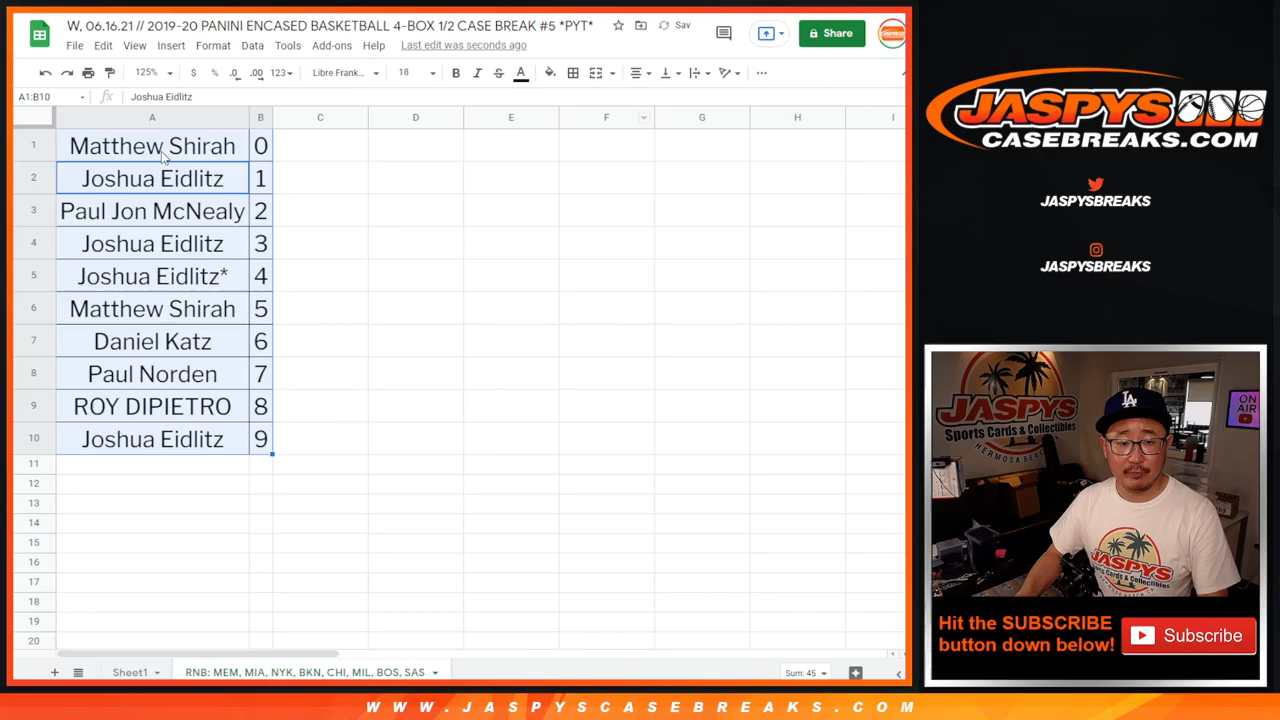 W, 06.16.21 // 2019-20 PANINI ENCASED BASKETBALL 4-BOX 1/2 CASE BREAK #5 *PYT*
Sav
File Edit View Insert Format Data Tools Add-ons Help Last edit was seconds ago
Share
125% $ % .0 .00 123 Libre Frank... 18 B I S A
A1:B10 fx Joshua Eidlitz
A B C D E F G H I
1 Matthew Shirah 0
2 Joshua Eidlitz 1
3 Paul Jon McNealy 2
4 Joshua Eidlitz 3
5 Joshua Eidlitz* 4
6 Matthew Shirah 5
7 Daniel Katz 6
8 Paul Norden 7
9 ROY DIPIETRO 8
10 Joshua Eidlitz 9
11
12
13
14
15
16
17
18
19
20
Sheet1 RNB: MEM, MIA, NYK, BKN, CHI, MIL, BOS, SAS Sum: 45
JASPYS
CASEBREAKS.COM
JASPYSBREAKS
JASPYSBREAKS
JASPYS
Sports Cards & Collectibles
HERMOSA BEACH
ON
AIR
LA
JASPYS
Hit the SUBSCRIBE
button down below!
Subscribe
WWW.JASPYSCASEBREAKS.COM